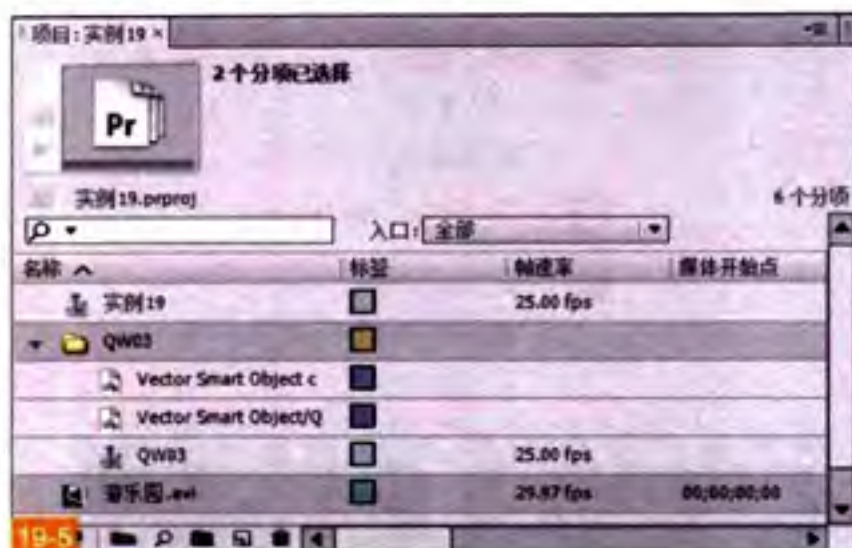 项目: 实例19 ×
2个分项已选择
Pr
实例19.prproj
6个分项
入口: 全部
名称 标签 帧速率 媒体开始点
实例19 25.00 fps
QW03
Vector Smart Object c
Vector Smart Object/Q
QW03 25.00 fps
音乐园.avi 29.97 fps 00;00;00;00
19-5